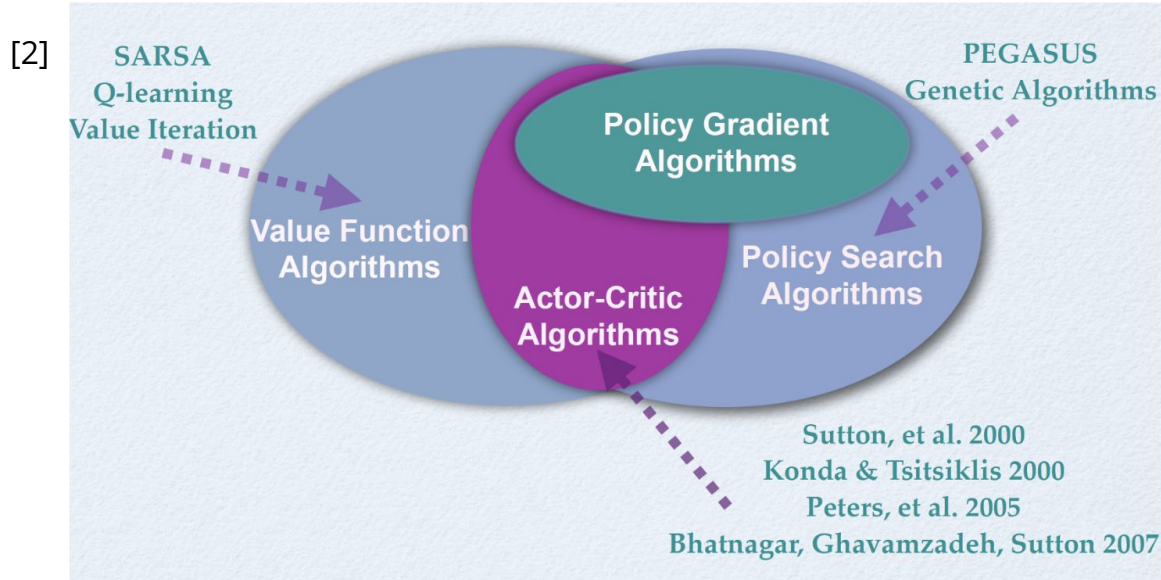 [2]
SARSA
Q-learning
Value Iteration
PEGASUS
Genetic Algorithms
Policy Gradient
Algorithms
Value Function
Algorithms
Policy Search
Algorithms
Actor-Critic
Algorithms
Sutton, et al. 2000
Konda & Tsitsiklis 2000
Peters, et al. 2005
Bhatnagar, Ghavamzadeh, Sutton 2007